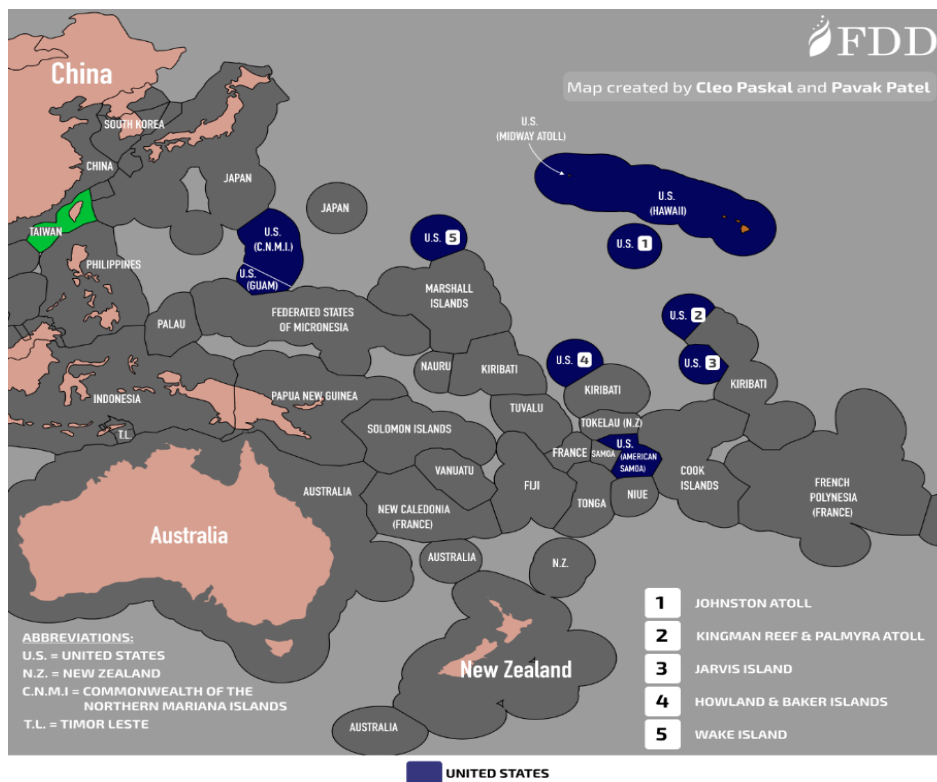 FDD
Map created by Cleo Paskal and Pavak Patel
China
SOUTH KOREA
CHINA
JAPAN
JAPAN
TAIWAN
U.S.
(MIDWAY ATOLL)
U.S.
(HAWAII)
U.S. 1
U.S.
(C.N.M.I.)
U.S.
(GUAM)
U.S. 5
PHILIPPINES
MARSHALL
ISLANDS
PALAU
FEDERATED STATES
OF MICRONESIA
U.S. 2
U.S. 3
U.S. 4
NAURU
KIRIBATI
KIRIBATI
KIRIBATI
INDONESIA
PAPUA NEW GUINEA
TUVALU
TOKELAU (N.Z)
T.L.
SOLOMON ISLANDS
FRANCE
SAMOA
U.S.
(AMERICAN
SAMOA)
VANUATU
FIJI
TONGA
NIUE
COOK
ISLANDS
FRENCH
POLYNESIA
(FRANCE)
AUSTRALIA
NEW CALEDONIA
(FRANCE)
Australia
AUSTRALIA
N.Z.
New Zealand
AUSTRALIA
ABBREVIATIONS:
U.S. = UNITED STATES
N.Z. = NEW ZEALAND
C.N.M.I = COMMONWEALTH OF THE
NORTHERN MARIANA ISLANDS
T.L. = TIMOR LESTE
1 JOHNSTON ATOLL
2 KINGMAN REEF & PALMYRA ATOLL
3 JARVIS ISLAND
4 HOWLAND & BAKER ISLANDS
5 WAKE ISLAND
UNITED STATES